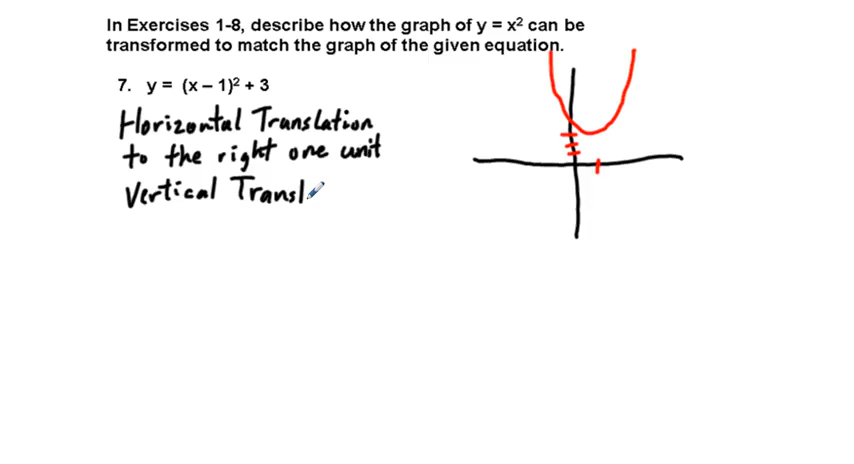 In Exercises 1-8, describe how the graph of y = x² can be
transformed to match the graph of the given equation.
7. y = (x – 1)² + 3
Horizontal Translation
to the right one unit
Vertical Transl